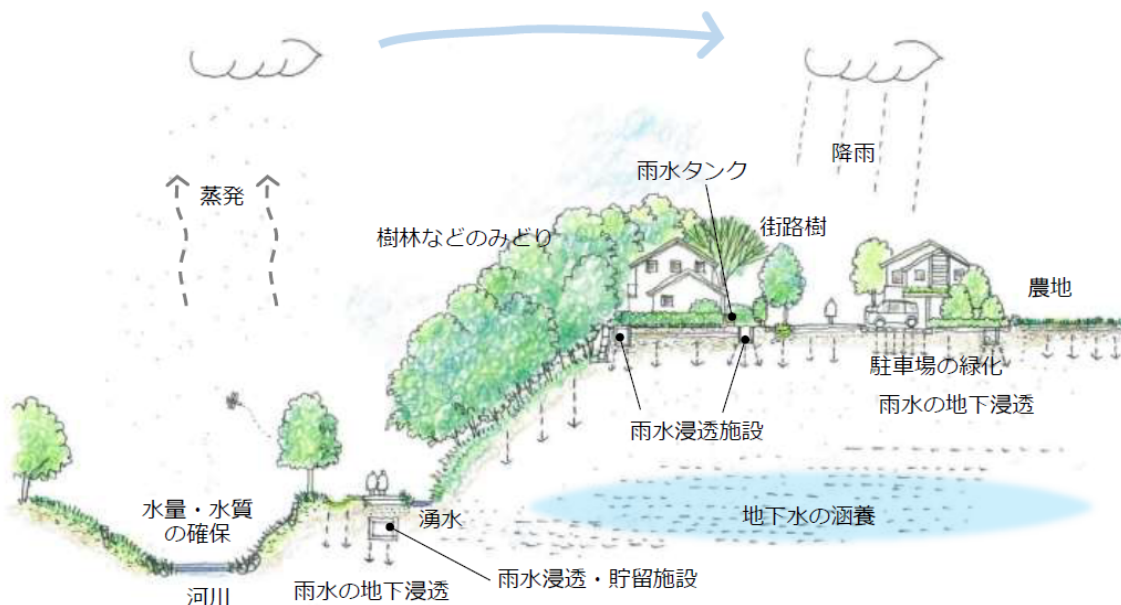 降雨
雨水タンク
蒸発
街路樹
樹林などのみどり
農地
駐車場の緑化
雨水の地下浸透
雨水浸透施設
水量・水質
の確保
湧水
地下水の涵養
雨水の地下浸透
雨水浸透・貯留施設
河川